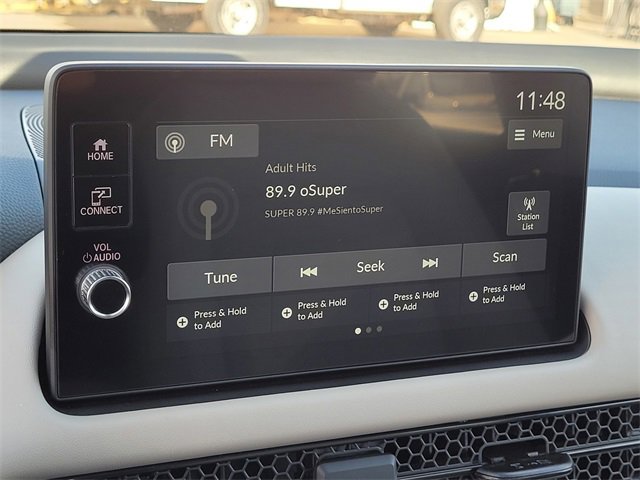 11:48
HOME
FM
Menu
Adult Hits
89.9 oSuper
SUPER 89.9 #MeSientoSuper
CONNECT
Station
List
VOL
AUDIO
Tune
Seek
Scan
Press & Hold
to Add
Press & Hold
to Add
Press & Hold
to Add
Press & Hold
to Add